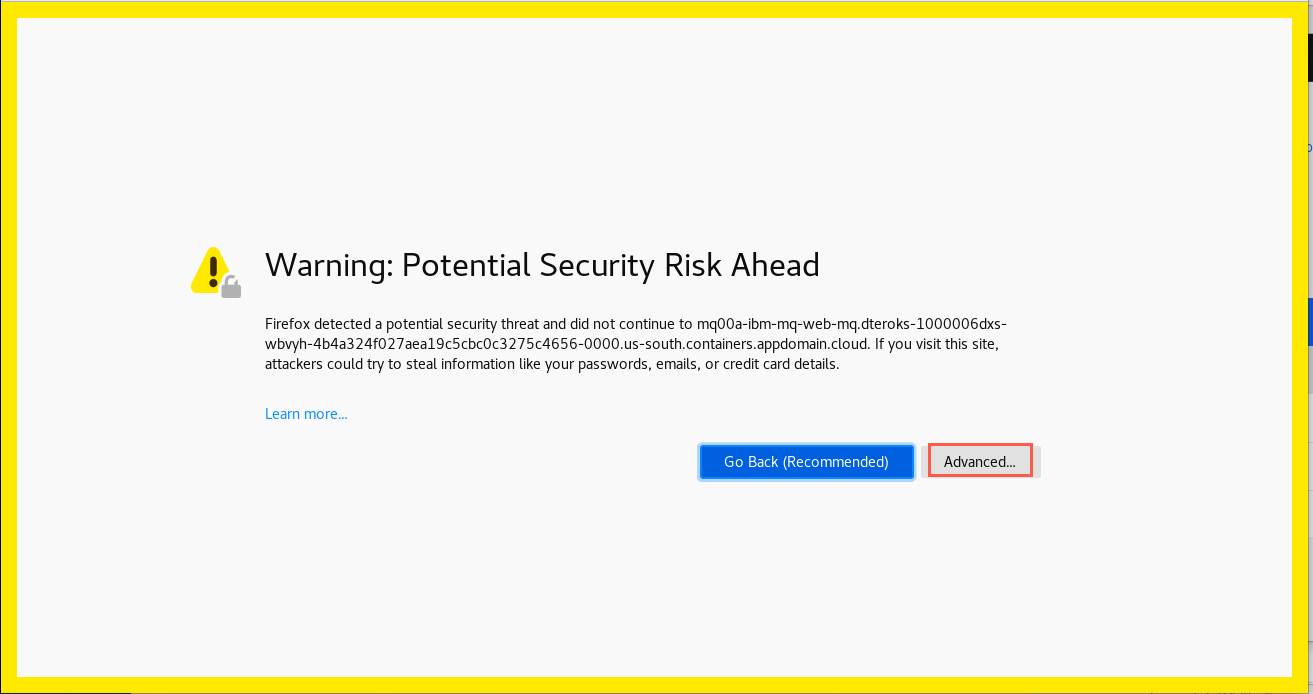 Warning: Potential Security Risk Ahead
Firefox detected a potential security threat and did not continue to mq00a-ibm-mq-web-mq.dteroks-1000006dxs-
wbvyh-4b4a324f027aea19c5cbc0c3275c4656-0000.us-south.containers.appdomain.cloud. If you visit this site,
attackers could try to steal information like your passwords, emails, or credit card details.
Learn more...
Go Back (Recommended)
Advanced...